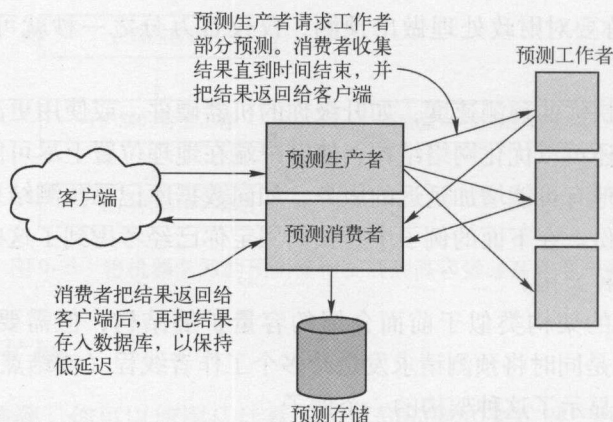 预测生产者请求工作者
部分预测。消费者收集
结果直到时间结束，并
把结果返回给客户端
预测工作者
预测生产者
客户端
预测消费者
消费者把结果返回给
客户端后，再把结果
存入数据库，以保持
低延迟
预测存储